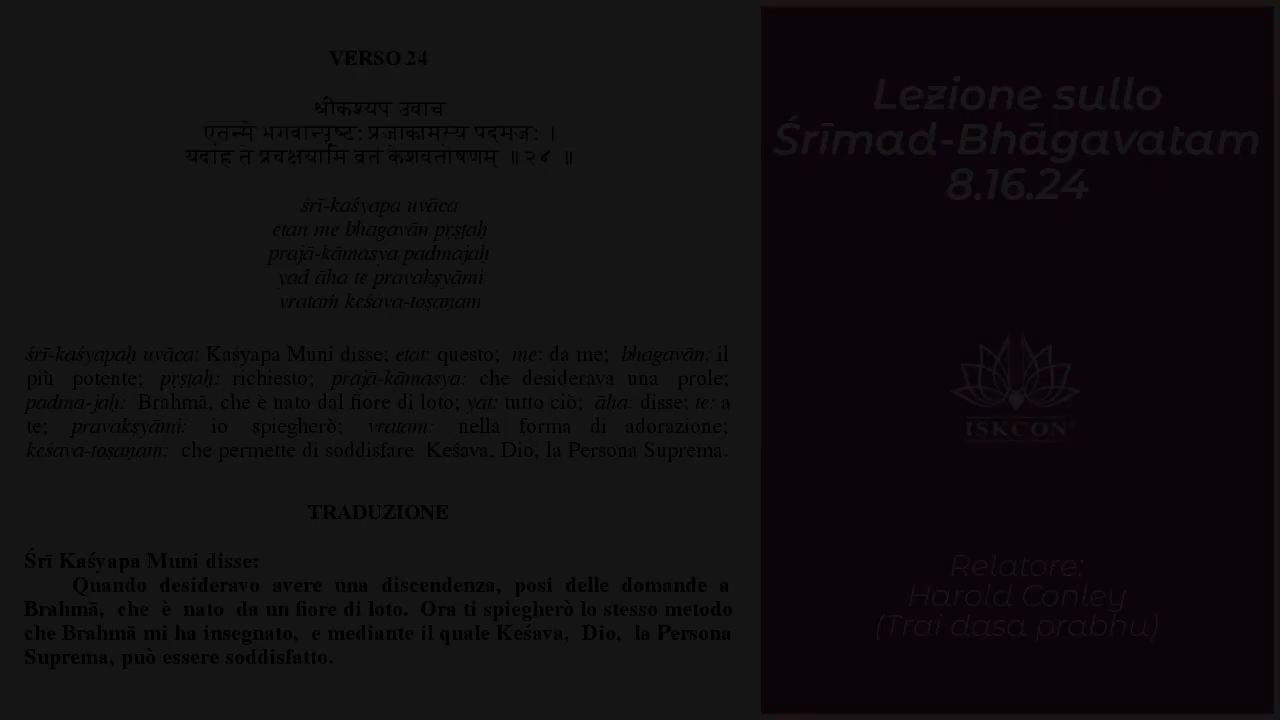 VERSO 24
श्रीकश्यप उवाच
एतन्मे भगवान्पृष्टः प्रजाकामस्य पद्मजः ।
यदाह ते प्रवक्ष्यामि व्रतं केशवतोषणम् ॥ २४ ॥
śrī-kaśyapa uvāca
etan me bhagavān pṛṣṭaḥ
prajā-kāmasya padmajaḥ
yad āha te pravakṣyāmi
vrataṁ keśava-toṣaṇam
śrī-kaśyapaḥ uvāca: Kaśyapa Muni disse; etat: questo; me: da me; bhagavān: il
più potente; pṛṣṭaḥ: richiesto; prajā-kāmasya: che desiderava una prole;
padma-jaḥ: Brahmā, che è nato dal fiore di loto; yat: tutto ciò; āha: disse; te: a
te; pravakṣyāmi: io spiegherò; vratam: nella forma di adorazione;
keśava-toṣaṇam: che permette di soddisfare Keśava, Dio, la Persona Suprema.
TRADUZIONE
Śrī Kaśyapa Muni disse:
Quando desideravo avere una discendenza, posi delle domande a
Brahmā, che è nato da un fiore di loto. Ora ti spiegherò lo stesso metodo
che Brahmā mi ha insegnato, e mediante il quale Keśava, Dio, la Persona
Suprema, può essere soddisfatto.
Lezione sullo
Śrīmad-Bhāgavatam
8.16.24
ISKCON
Relatore:
Harold Conley
(Trai dasa prabhu)